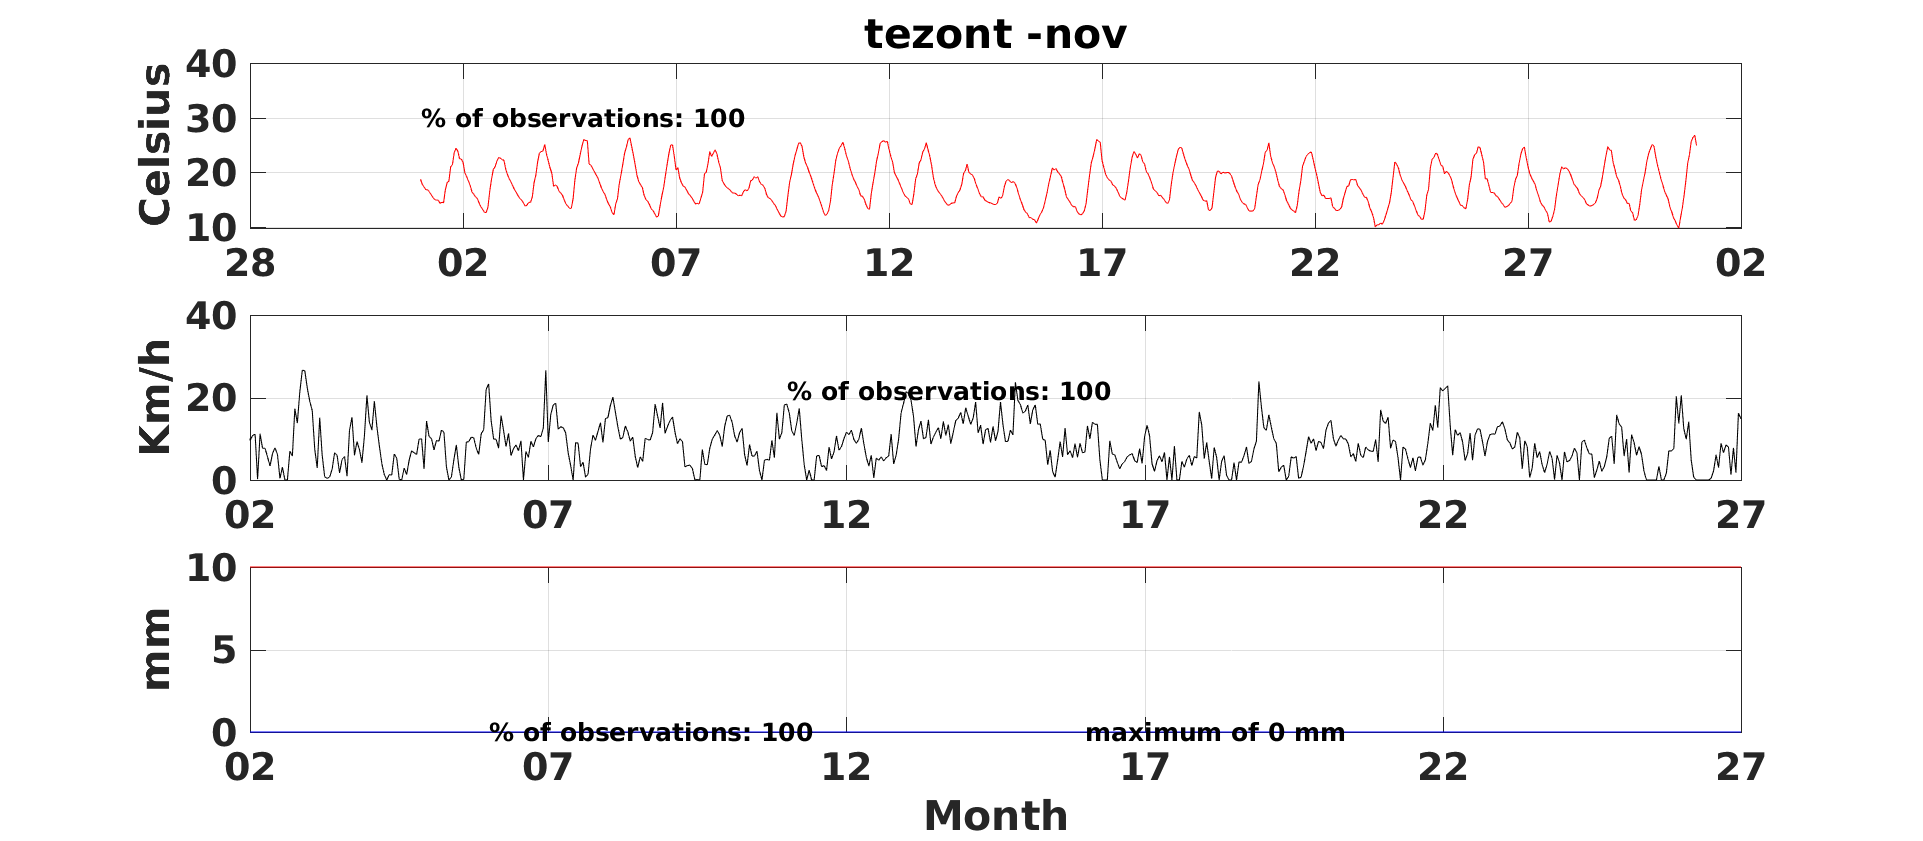 tezont -nov
Celsius
40
30
20
10
% of observations: 100
28 02 07 12 17 22 27 02
Km/h
40
20
0
% of observations: 100
02 07 12 17 22 27
mm
10
5
0
% of observations: 100 maximum of 0 mm
02 07 12 17 22 27
Month